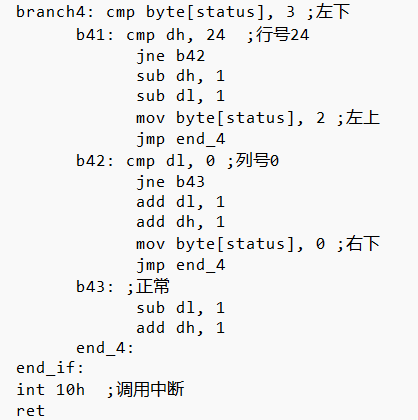 branch4: cmp byte[status], 3 ;左下
b41: cmp dh, 24  ;行号24
jne b42
sub dh, 1
sub dl, 1
mov byte[status], 2 ;左上
jmp end_4
b42: cmp dl, 0 ;列号0
jne b43
add dl, 1
add dh, 1
mov byte[status], 0 ;右下
jmp end_4
b43: ;正常
sub dl, 1
add dh, 1
end_4:
end_if:
int 10h  ;调用中断
ret